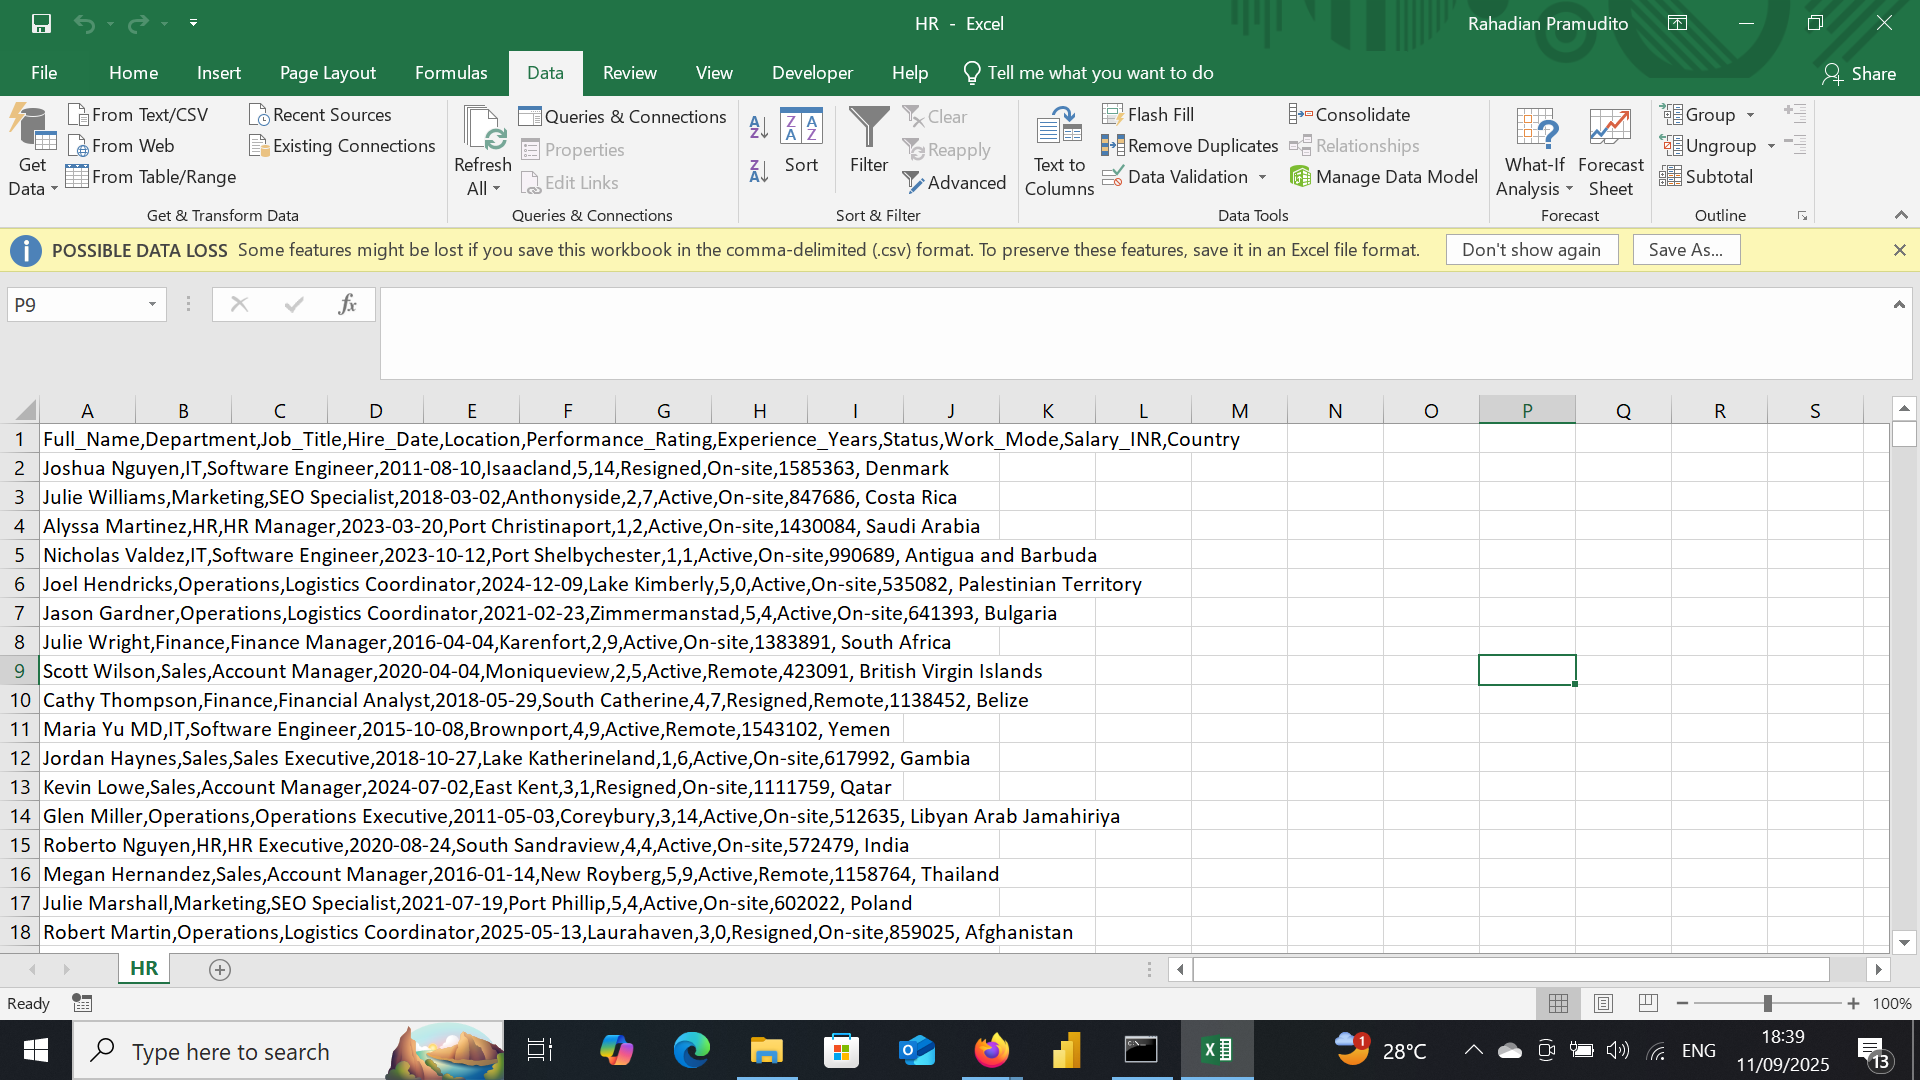 HR - Excel
Rahadian Pramudito
File Home Insert Page Layout Formulas Data Review View Developer Help Tell me what you want to do Share
Get Data
From Text/CSV
From Web
From Table/Range
Recent Sources
Existing Connections
Get & Transform Data
Refresh All
Queries & Connections
Properties
Edit Links
Queries & Connections
Sort
Filter
Clear
Reapply
Advanced
Sort & Filter
Text to Columns
Flash Fill
Remove Duplicates
Data Validation
Consolidate
Relationships
Manage Data Model
Data Tools
What-If Analysis
Forecast Sheet
Forecast
Group
Ungroup
Subtotal
Outline
POSSIBLE DATA LOSS Some features might be lost if you save this workbook in the comma-delimited (.csv) format. To preserve these features, save it in an Excel file format. Don't show again Save As...
P9 fx
A B C D E F G H I J K L M N O P Q R S
1 Full_Name,Department,Job_Title,Hire_Date,Location,Performance_Rating,Experience_Years,Status,Work_Mode,Salary_INR,Country
2 Joshua Nguyen,IT,Software Engineer,2011-08-10,Isaacland,5,14,Resigned,On-site,1585363, Denmark
3 Julie Williams,Marketing,SEO Specialist,2018-03-02,Anthonyside,2,7,Active,On-site,847686, Costa Rica
4 Alyssa Martinez,HR,HR Manager,2023-03-20,Port Christinaport,1,2,Active,On-site,1430084, Saudi Arabia
5 Nicholas Valdez,IT,Software Engineer,2023-10-12,Port Shelbychester,1,1,Active,On-site,990689, Antigua and Barbuda
6 Joel Hendricks,Operations,Logistics Coordinator,2024-12-09,Lake Kimberly,5,0,Active,On-site,535082, Palestinian Territory
7 Jason Gardner,Operations,Logistics Coordinator,2021-02-23,Zimmermanstad,5,4,Active,On-site,641393, Bulgaria
8 Julie Wright,Finance,Finance Manager,2016-04-04,Karenfort,2,9,Active,On-site,1383891, South Africa
9 Scott Wilson,Sales,Account Manager,2020-04-04,Moniqueview,2,5,Active,Remote,423091, British Virgin Islands
10 Cathy Thompson,Finance,Financial Analyst,2018-05-29,South Catherine,4,7,Resigned,Remote,1138452, Belize
11 Maria Yu MD,IT,Software Engineer,2015-10-08,Brownport,4,9,Active,Remote,1543102, Yemen
12 Jordan Haynes,Sales,Sales Executive,2018-10-27,Lake Katherineland,1,6,Active,On-site,617992, Gambia
13 Kevin Lowe,Sales,Account Manager,2024-07-02,East Kent,3,1,Resigned,On-site,1111759, Qatar
14 Glen Miller,Operations,Operations Executive,2011-05-03,Coreybury,3,14,Active,On-site,512635, Libyan Arab Jamahiriya
15 Roberto Nguyen,HR,HR Executive,2020-08-24,South Sandraview,4,4,Active,On-site,572479, India
16 Megan Hernandez,Sales,Account Manager,2016-01-14,New Royberg,5,9,Active,Remote,1158764, Thailand
17 Julie Marshall,Marketing,SEO Specialist,2021-07-19,Port Phillip,5,4,Active,On-site,602022, Poland
18 Robert Martin,Operations,Logistics Coordinator,2025-05-13,Laurahaven,3,0,Resigned,On-site,859025, Afghanistan
HR
Ready
100%
Type here to search
1
28°C
ENG
18:39
11/09/2025
13